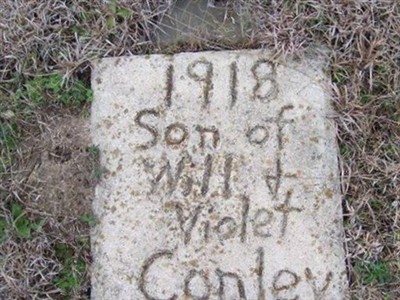 1918
Son of
Will &
Violet
Conley